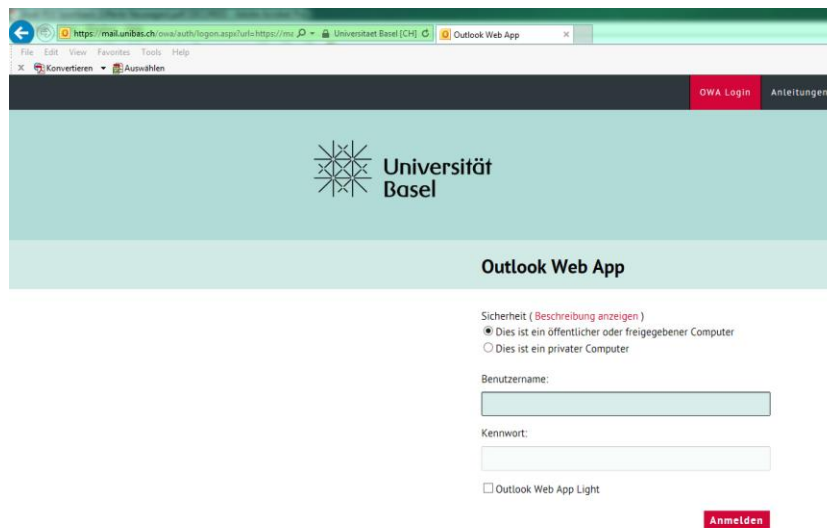 https://mail.unibas.ch/owa/auth/logon.aspx?url=https://ma
Universitaet Basel [CH]
Outlook Web App
File Edit View Favorites Tools Help
x Konvertieren Auswählen
OWA Login Anleitungen
Universität
Basel
Outlook Web App
Sicherheit ( Beschreibung anzeigen )
Dies ist ein öffentlicher oder freigegebener Computer
Dies ist ein privater Computer
Benutzername:
Kennwort:
Outlook Web App Light
Anmelden